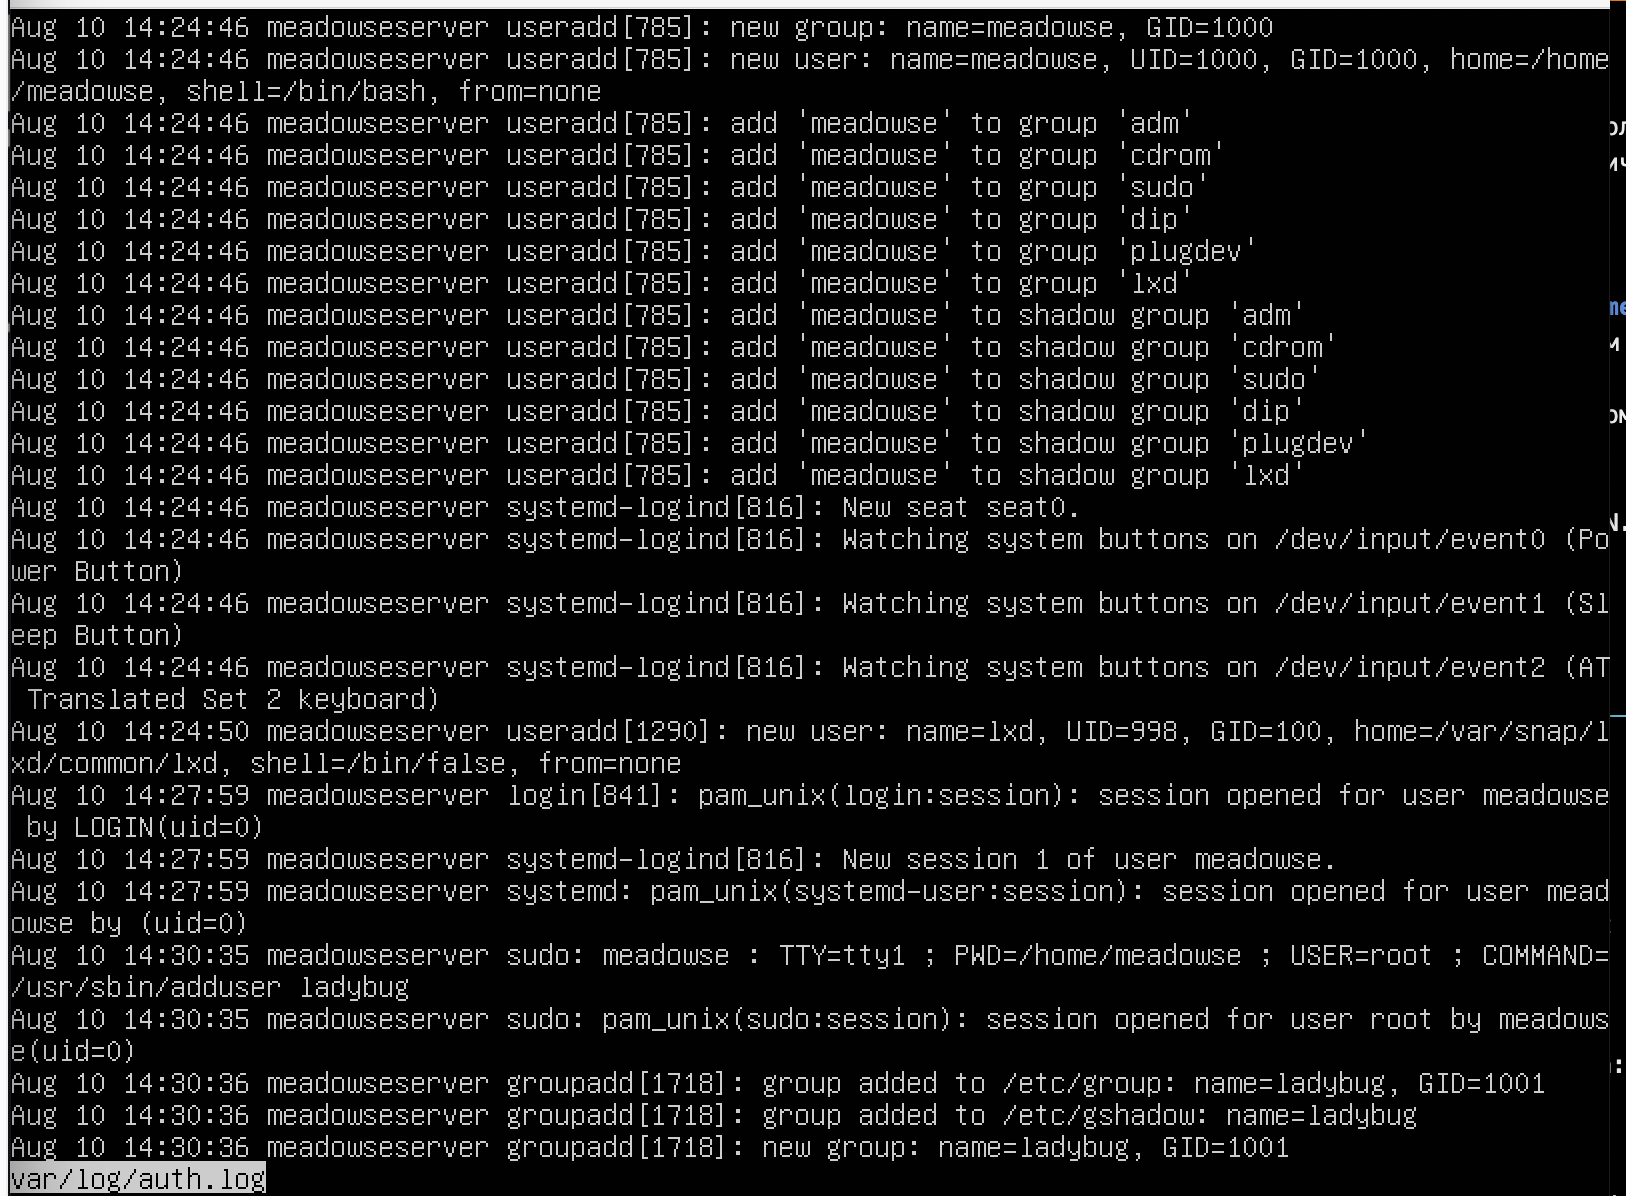 Aug 10 14:24:46 meadowseserver useradd[785]: new group: name=meadowse, GID=1000
Aug 10 14:24:46 meadowseserver useradd[785]: new user: name=meadowse, UID=1000, GID=1000, home=/home
/meadowse, shell=/bin/bash, from=none
Aug 10 14:24:46 meadowseserver useradd[785]: add 'meadowse' to group 'adm'
Aug 10 14:24:46 meadowseserver useradd[785]: add 'meadowse' to group 'cdrom'
Aug 10 14:24:46 meadowseserver useradd[785]: add 'meadowse' to group 'sudo'
Aug 10 14:24:46 meadowseserver useradd[785]: add 'meadowse' to group 'dip'
Aug 10 14:24:46 meadowseserver useradd[785]: add 'meadowse' to group 'plugdev'
Aug 10 14:24:46 meadowseserver useradd[785]: add 'meadowse' to group 'lxd'
Aug 10 14:24:46 meadowseserver useradd[785]: add 'meadowse' to shadow group 'adm'
Aug 10 14:24:46 meadowseserver useradd[785]: add 'meadowse' to shadow group 'cdrom'
Aug 10 14:24:46 meadowseserver useradd[785]: add 'meadowse' to shadow group 'sudo'
Aug 10 14:24:46 meadowseserver useradd[785]: add 'meadowse' to shadow group 'dip'
Aug 10 14:24:46 meadowseserver useradd[785]: add 'meadowse' to shadow group 'plugdev'
Aug 10 14:24:46 meadowseserver useradd[785]: add 'meadowse' to shadow group 'lxd'
Aug 10 14:24:46 meadowseserver systemd-logind[816]: New seat seat0.
Aug 10 14:24:46 meadowseserver systemd-logind[816]: Watching system buttons on /dev/input/event0 (Po
wer Button)
Aug 10 14:24:46 meadowseserver systemd-logind[816]: Watching system buttons on /dev/input/event1 (Sl
eep Button)
Aug 10 14:24:46 meadowseserver systemd-logind[816]: Watching system buttons on /dev/input/event2 (AT
 Translated Set 2 keyboard)
Aug 10 14:24:50 meadowseserver useradd[1290]: new user: name=lxd, UID=998, GID=100, home=/var/snap/l
xd/common/lxd, shell=/bin/false, from=none
Aug 10 14:27:59 meadowseserver login[841]: pam_unix(login:session): session opened for user meadowse
 by LOGIN(uid=0)
Aug 10 14:27:59 meadowseserver systemd-logind[816]: New session 1 of user meadowse.
Aug 10 14:27:59 meadowseserver systemd: pam_unix(systemd-user:session): session opened for user mead
owse by (uid=0)
Aug 10 14:30:35 meadowseserver sudo: meadowse : TTY=tty1 ; PWD=/home/meadowse ; USER=root ; COMMAND=
/usr/sbin/adduser ladybug
Aug 10 14:30:35 meadowseserver sudo: pam_unix(sudo:session): session opened for user root by meadows
e(uid=0)
Aug 10 14:30:36 meadowseserver groupadd[1718]: group added to /etc/group: name=ladybug, GID=1001
Aug 10 14:30:36 meadowseserver groupadd[1718]: group added to /etc/gshadow: name=ladybug
Aug 10 14:30:36 meadowseserver groupadd[1718]: new group: name=ladybug, GID=1001
var/log/auth.log